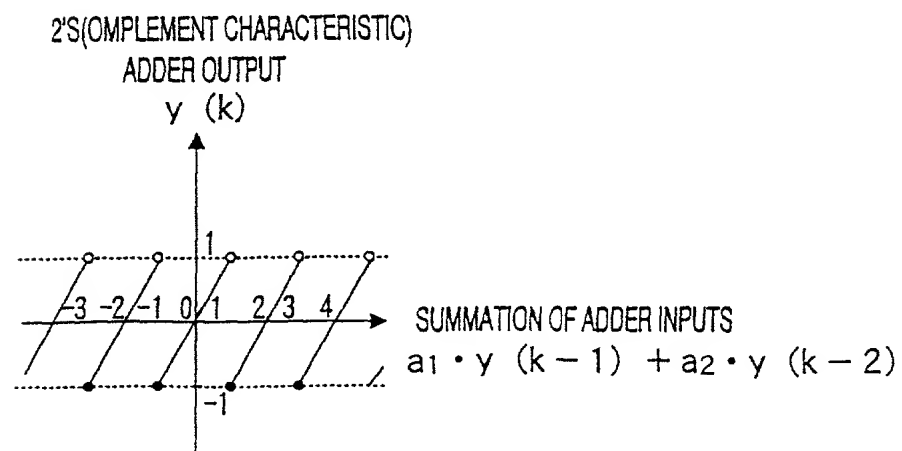 2'S(OMPLEMENT CHARACTERISTIC)
ADDER OUTPUT
y (k)
1
-3 -2 -1 0 1 2 3 4
SUMMATION OF ADDER INPUTS
a1・y (k−1) +a2・y (k−2)
-1